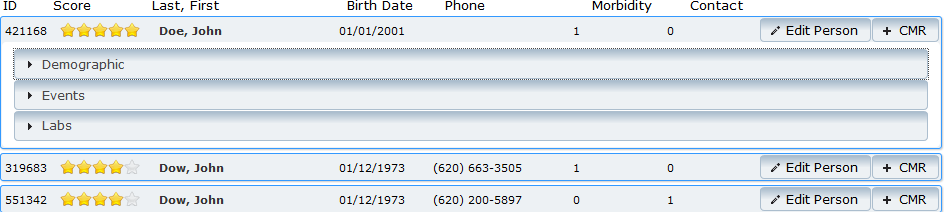 ID Score Last, First Birth Date Phone Morbidity Contact
421168 Doe, John 01/01/2001 1 0 Edit Person + CMR
Demographic
Events
Labs
319683 Dow, John 01/12/1973 (620) 663-3505 1 0 Edit Person + CMR
551342 Dow, John 01/12/1973 (620) 200-5897 0 1 Edit Person + CMR